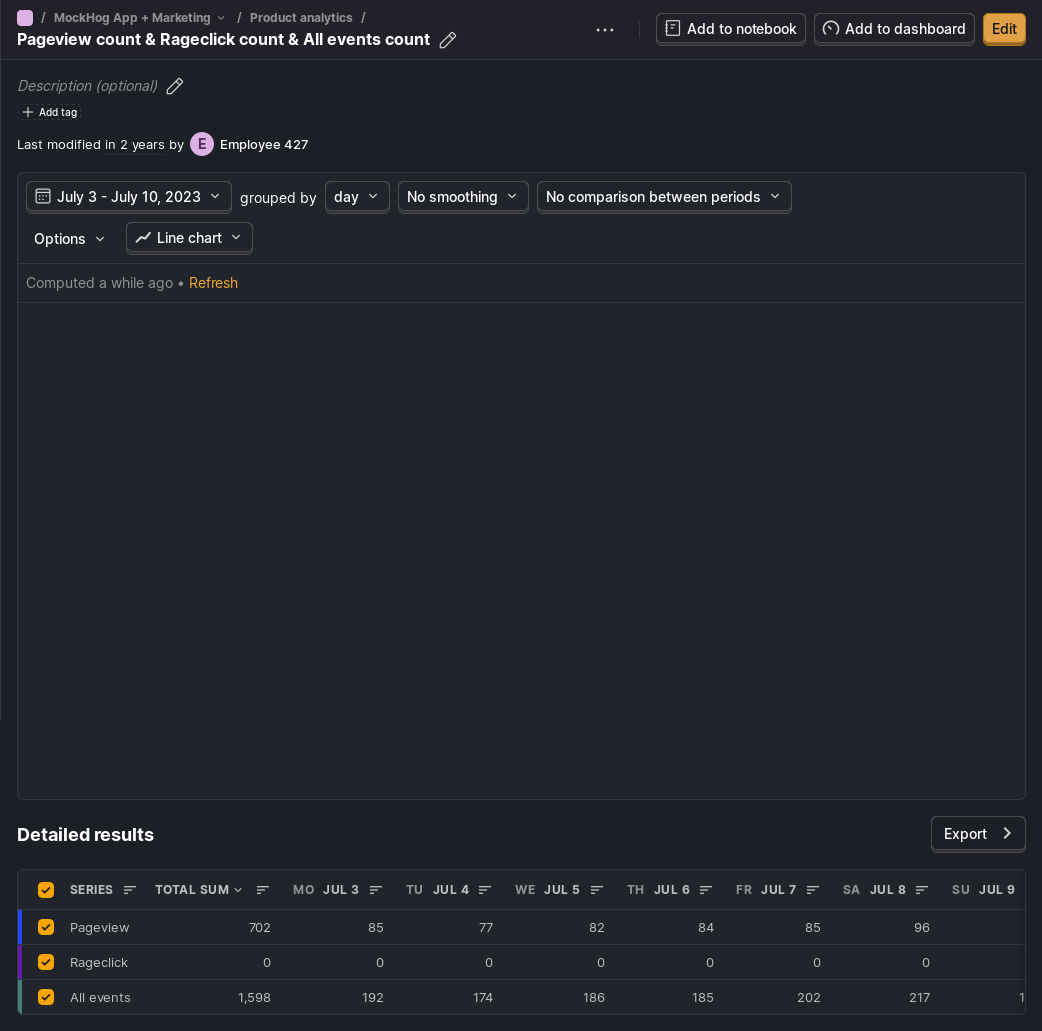 / MockHog App + Marketing / Product analytics /
Pageview count & Rageclick count & All events count
Add to notebook
Add to dashboard
Edit
Description (optional)
Add tag
Last modified in 2 years by E Employee 427
July 3 - July 10, 2023 grouped by day No smoothing No comparison between periods
Options Line chart
Computed a while ago • Refresh
Detailed results
Export
SERIES TOTAL SUM MO JUL 3 TU JUL 4 WE JUL 5 TH JUL 6 FR JUL 7 SA JUL 8 SU JUL 9
Pageview 702 85 77 82 84 85 96
Rageclick 0 0 0 0 0 0 0
All events 1,598 192 174 186 185 202 217